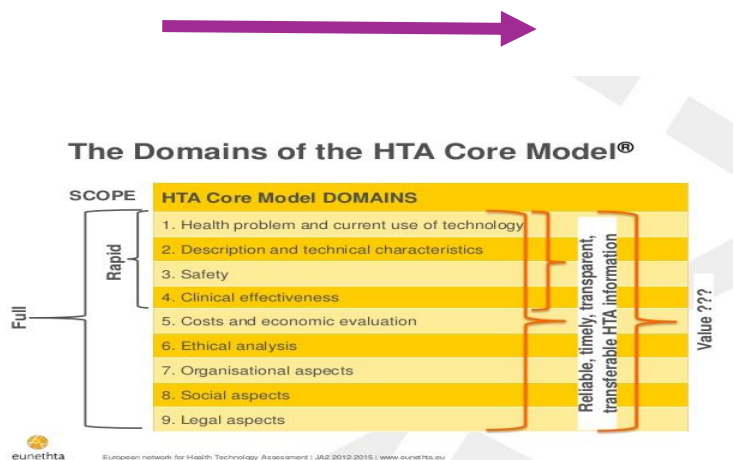 The Domains of the HTA Core Model®
SCOPE
HTA Core Model DOMAINS
1. Health problem and current use of technology
2. Description and technical characteristics
3. Safety
4. Clinical effectiveness
5. Costs and economic evaluation
6. Ethical analysis
7. Organisational aspects
8. Social aspects
9. Legal aspects
Full
Rapid
Reliable, timely, transparent,
transferable HTA information
Value ???
eunethta
European network for Health Technology Assessment | JA2 2012-2015 | www.eunethta.eu